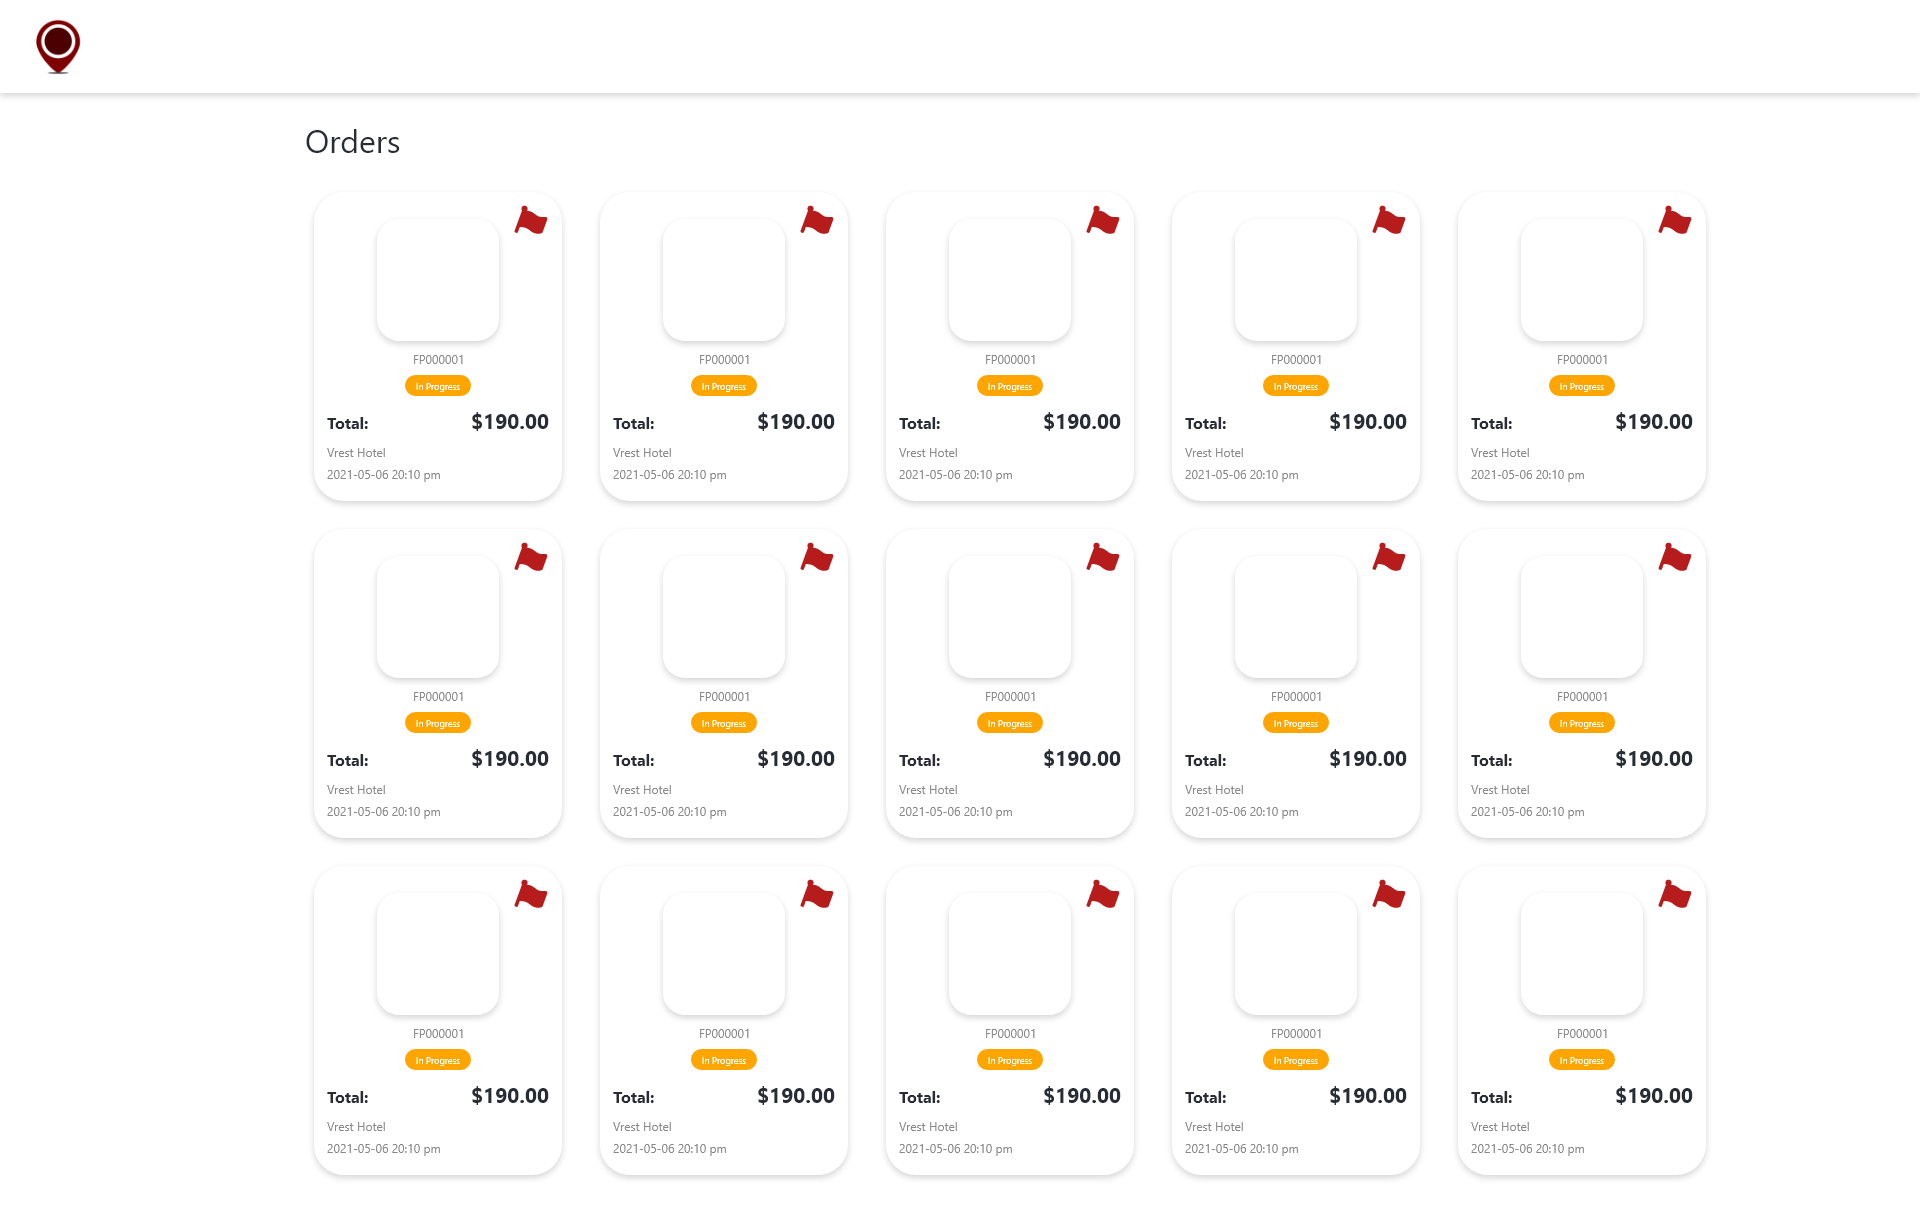 Orders
FP000001 FP000001 FP000001 FP000001 FP000001
In Progress In Progress In Progress In Progress In Progress
Total: $190.00 Total: $190.00 Total: $190.00 Total: $190.00 Total: $190.00
Vrest Hotel Vrest Hotel Vrest Hotel Vrest Hotel Vrest Hotel
2021-05-06 20:10 pm 2021-05-06 20:10 pm 2021-05-06 20:10 pm 2021-05-06 20:10 pm 2021-05-06 20:10 pm
FP000001 FP000001 FP000001 FP000001 FP000001
In Progress In Progress In Progress In Progress In Progress
Total: $190.00 Total: $190.00 Total: $190.00 Total: $190.00 Total: $190.00
Vrest Hotel Vrest Hotel Vrest Hotel Vrest Hotel Vrest Hotel
2021-05-06 20:10 pm 2021-05-06 20:10 pm 2021-05-06 20:10 pm 2021-05-06 20:10 pm 2021-05-06 20:10 pm
FP000001 FP000001 FP000001 FP000001 FP000001
In Progress In Progress In Progress In Progress In Progress
Total: $190.00 Total: $190.00 Total: $190.00 Total: $190.00 Total: $190.00
Vrest Hotel Vrest Hotel Vrest Hotel Vrest Hotel Vrest Hotel
2021-05-06 20:10 pm 2021-05-06 20:10 pm 2021-05-06 20:10 pm 2021-05-06 20:10 pm 2021-05-06 20:10 pm